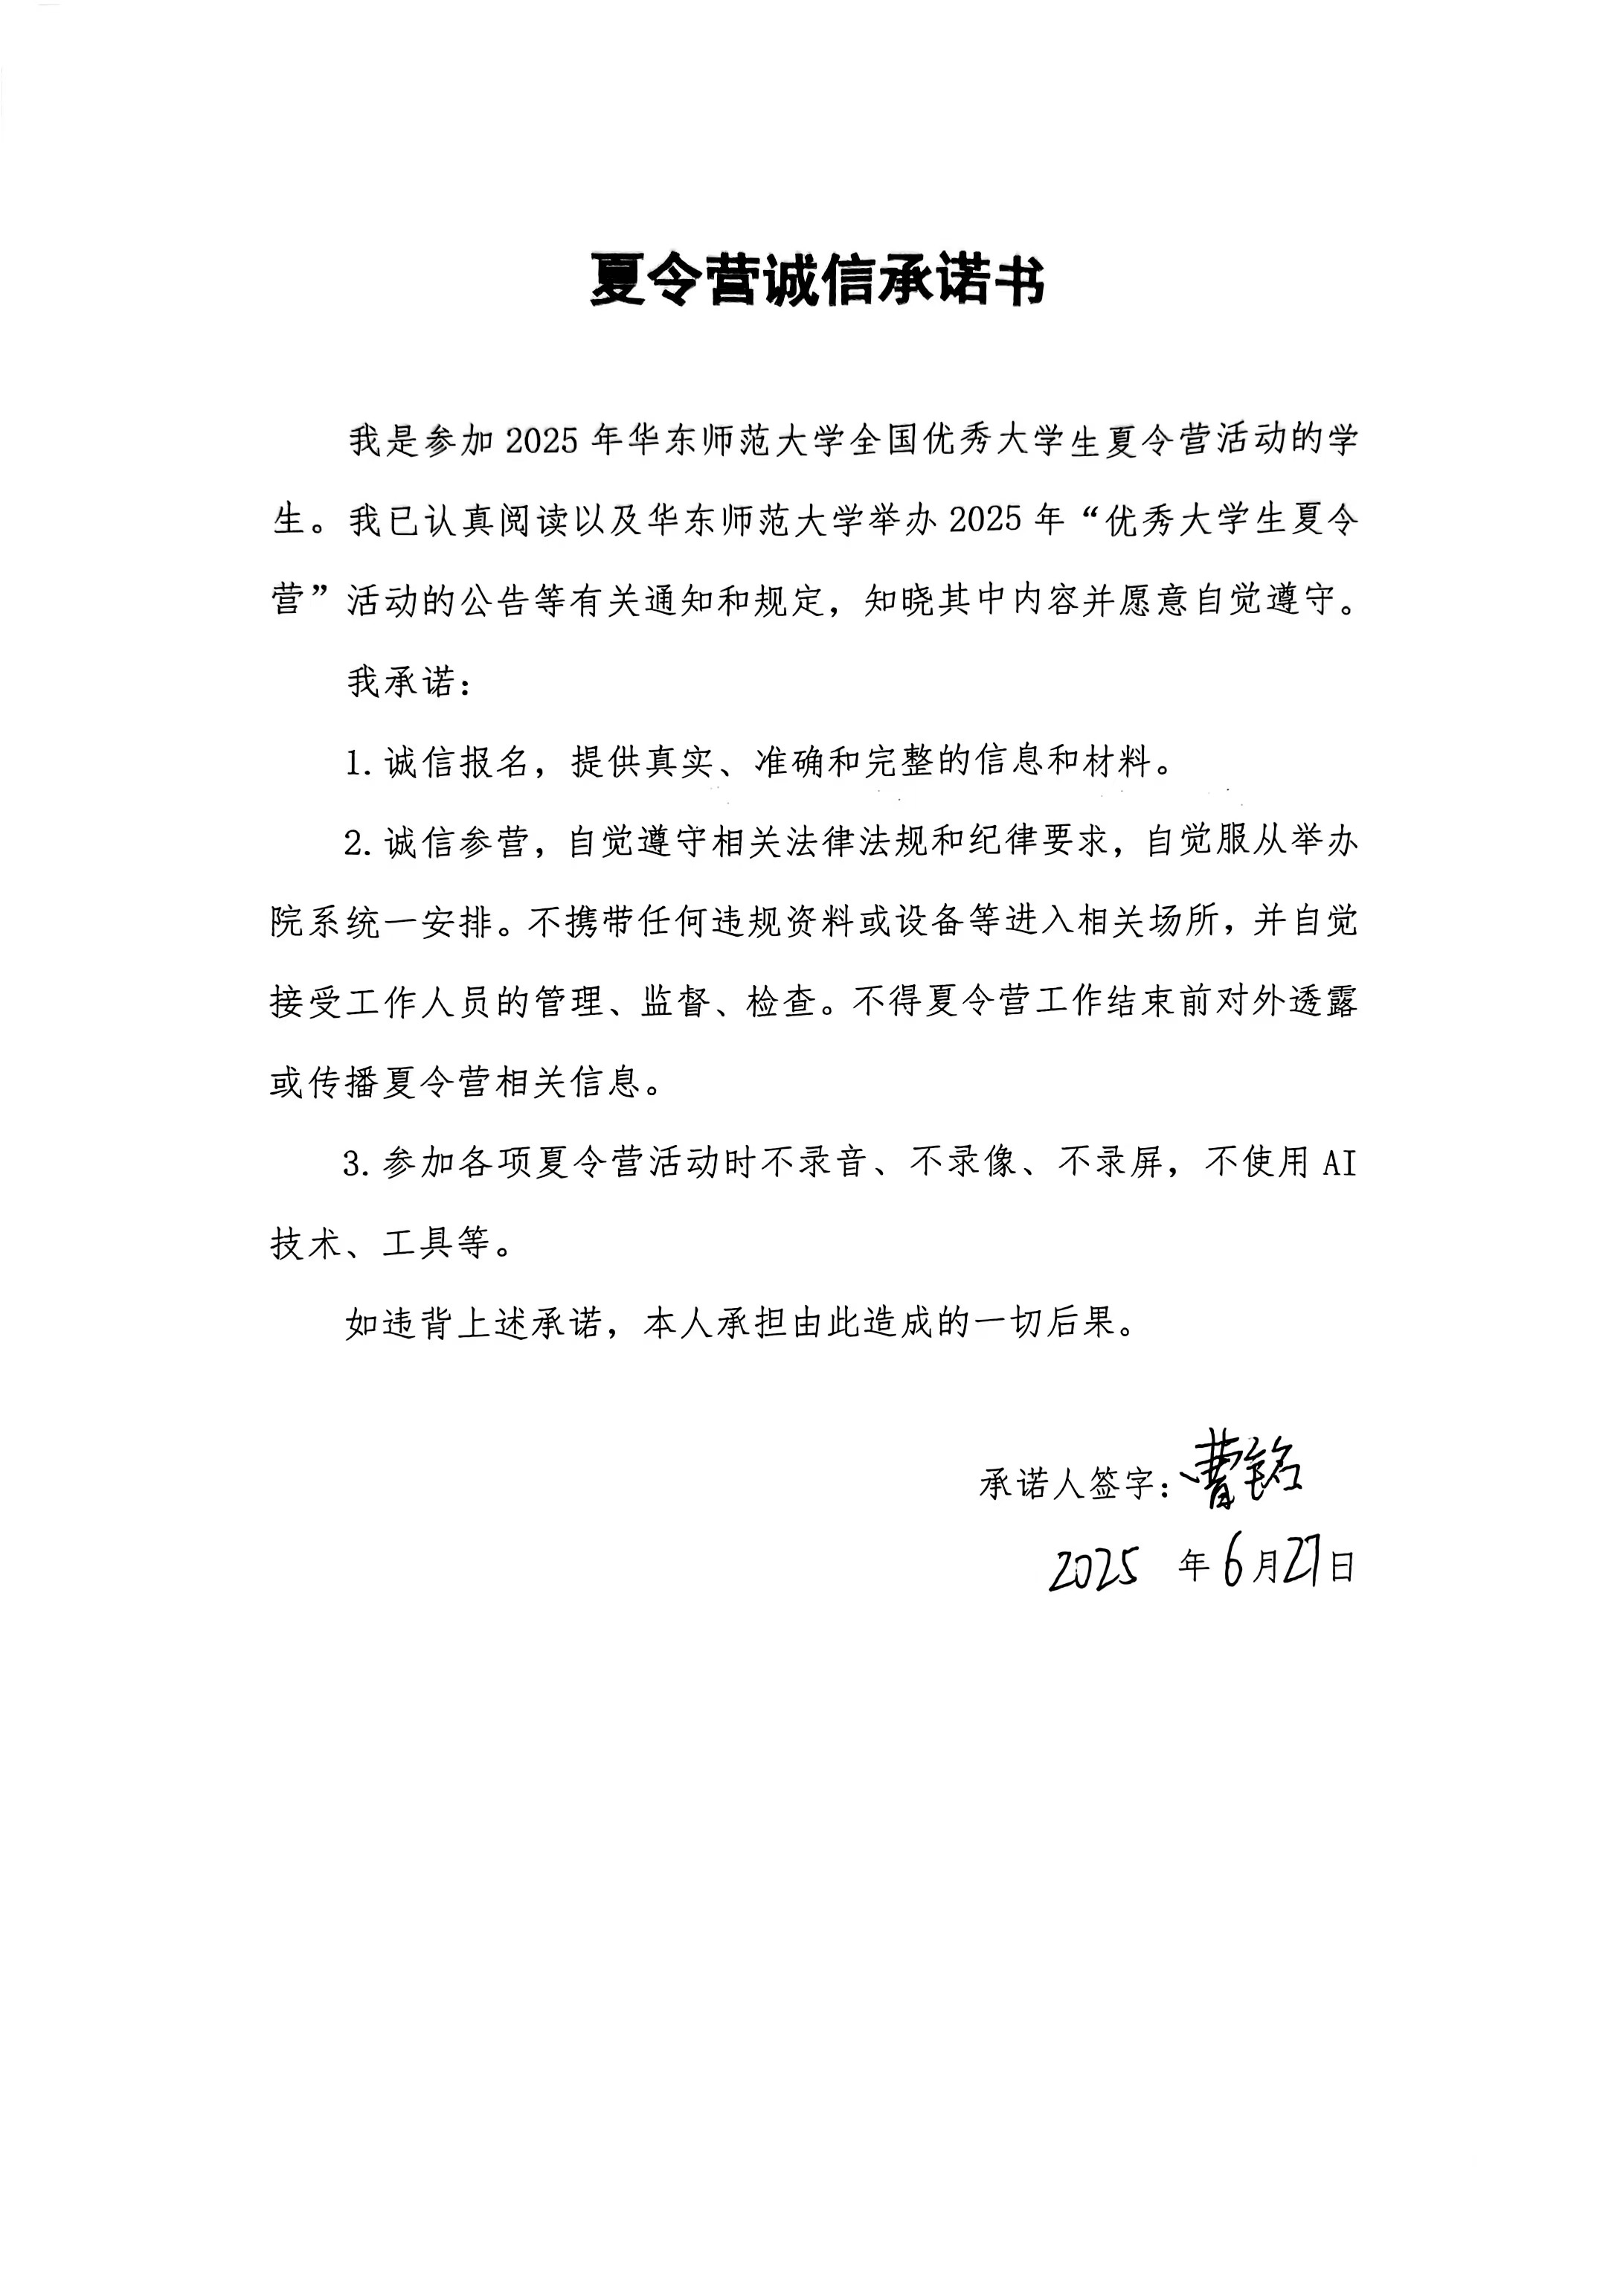 夏令营诚信承诺书
我是参加 2025 年华东师范大学全国优秀大学生夏令营活动的学
生。我已认真阅读以及华东师范大学举办 2025 年“优秀大学生夏令
营”活动的公告等有关通知和规定，知晓其中内容并愿意自觉遵守。
我承诺：
1. 诚信报名，提供真实、准确和完整的信息和材料。
2. 诚信参营，自觉遵守相关法律法规和纪律要求，自觉服从举办
院系统一安排。不携带任何违规资料或设备等进入相关场所，并自觉
接受工作人员的管理、监督、检查。不得夏令营工作结束前对外透露
或传播夏令营相关信息。
3. 参加各项夏令营活动时不录音、不录像、不录屏，不使用 AI
技术、工具等。
如违背上述承诺，本人承担由此造成的一切后果。
承诺人签字：曹铭
2025 年 6 月 27 日